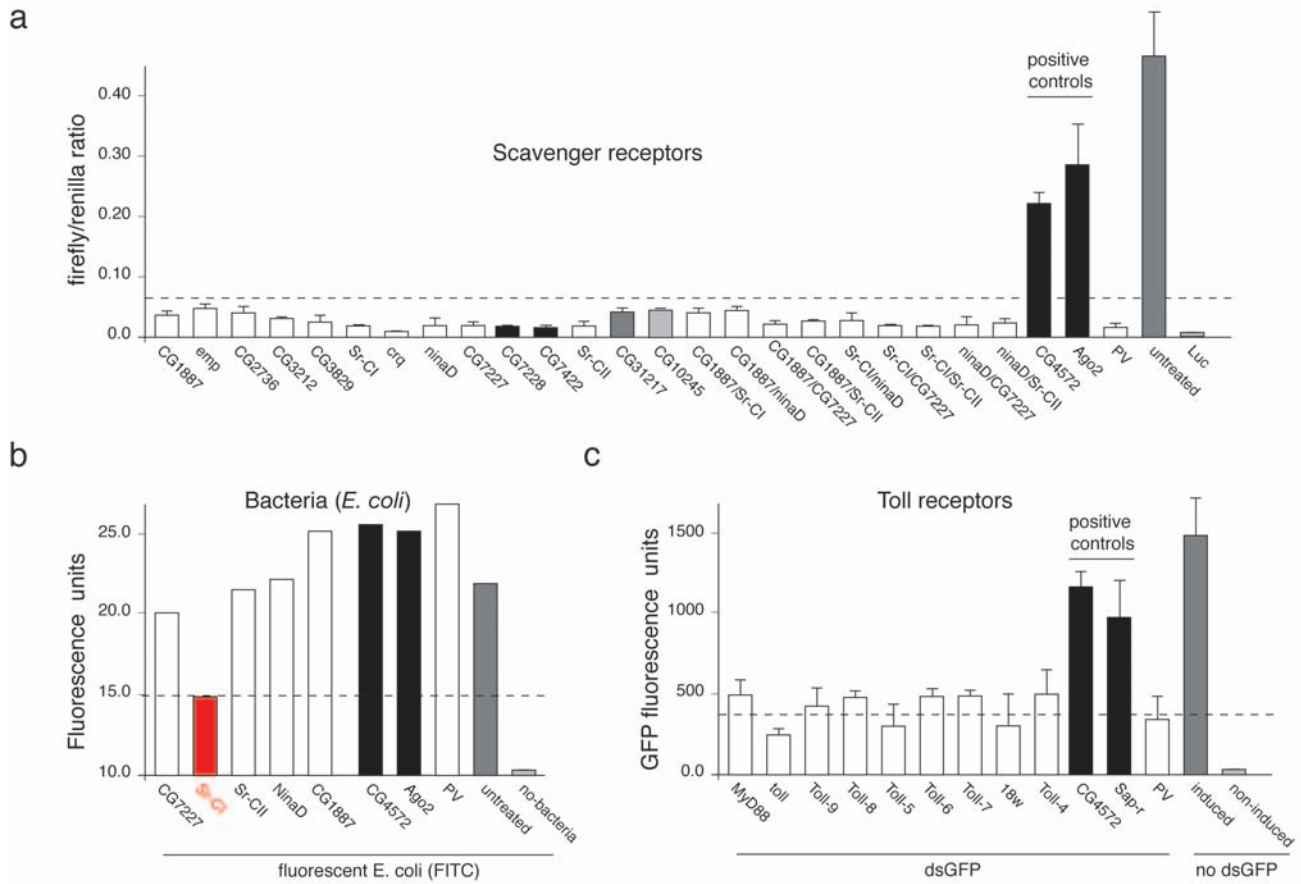 a
firefly/renilla ratio
0.40
0.30
0.20
0.10
0.0
Scavenger receptors
positive
controls
CG1887
emp
CG2736
CG3212
CG3829
Sr-CI
crq
ninaD
CG7227
CG7228
CG7422
Sr-CII
CG31217
CG10245
CG1887/Sr-CI
CG1887/ninaD
CG1887/CG7227
CG1887/Sr-CII
Sr-CI/ninaD
Sr-CI/CG7227
Sr-CI/Sr-CII
ninaD/CG7227
ninaD/Sr-CII
CG4572
Ago2
PV
untreated
Luc
b
Bacteria (E. coli)
Fluorescence units
25.0
20.0
15.0
10.0
CG7227
Sr-CI
Sr-CII
NinaD
CG1887
CG4572
Ago2
PV
untreated
no-bacteria
fluorescent E. coli (FITC)
c
Toll receptors
GFP fluorescence units
1500
1000
500
0.0
positive
controls
MyD88
toll
Toll-9
Toll-8
Toll-5
Toll-6
Toll-7
18w
Toll-4
CG4572
Sap-r
PV
induced
non-induced
dsGFP
no dsGFP